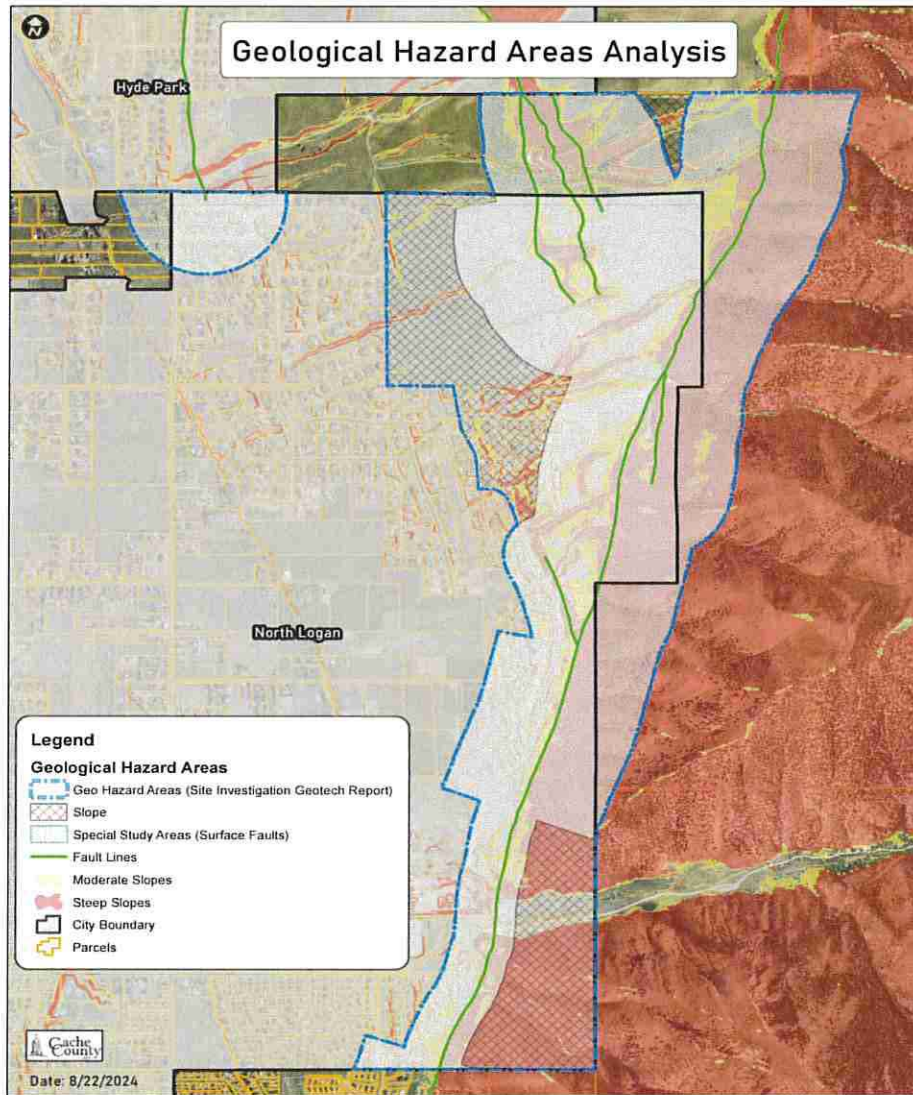 N
Geological Hazard Areas Analysis
Hyde Park
North Logan
Legend
Geological Hazard Areas
Geo Hazard Areas (Site Investigation Geotech Report)
Slope
Special Study Areas (Surface Faults)
Fault Lines
Moderate Slopes
Steep Slopes
City Boundary
Parcels
Cache
County
Date: 8/22/2024